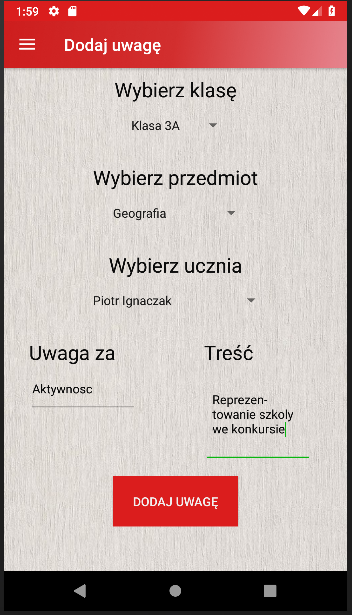 1:59
Dodaj uwagę
Wybierz klasę
Klasa 3A
Wybierz przedmiot
Geografia
Wybierz ucznia
Piotr Ignaczak
Uwaga za
Aktywnosc
Treść
Reprezen-
towanie szkoly
we konkursie
DODAJ UWAGĘ